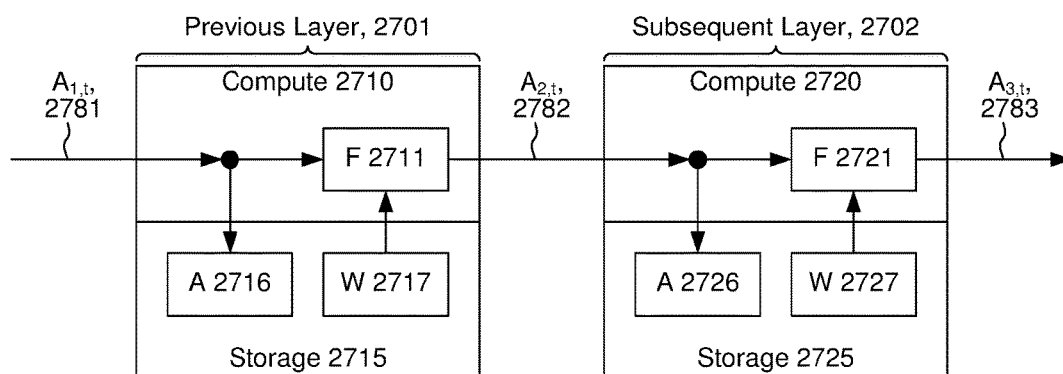 Previous Layer, 2701
Subsequent Layer, 2702
A1,t,
2781
Compute 2710
A2,t,
2782
Compute 2720
A3,t,
2783
F 2711
F 2721
A 2716
W 2717
A 2726
W 2727
Storage 2715
Storage 2725